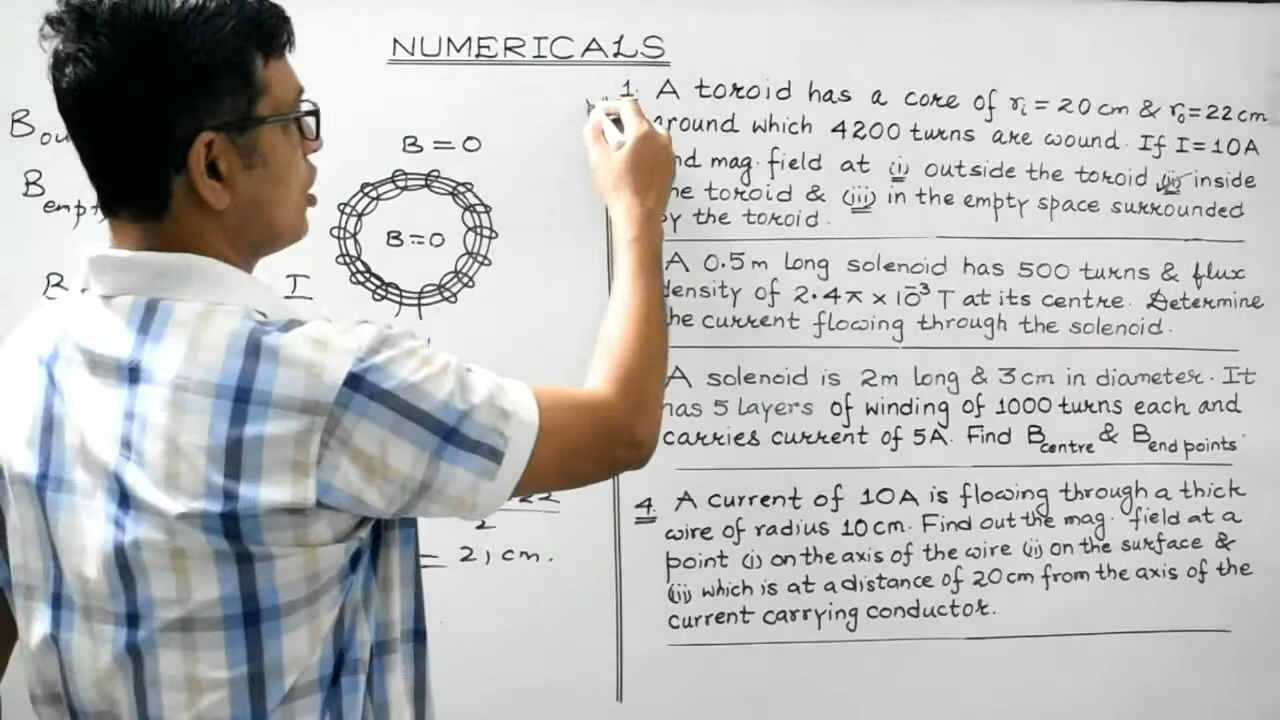 NUMERICALS
B
B empty
B
I
B = 0
B = 0
2
= 21 cm.
1. A toroid has a core of ri = 20 cm & ro = 22 cm
around which 4200 turns are wound. If I = 10A
mag. field at (i) outside the toroid (ii) inside
toroid & (iii) in the empty space surrounded
the toroid.
A 0.5m long solenoid has 500 turns & flux
density of 2.4π × 10⁻³ T at its centre. Determine
the current flowing through the solenoid.
A solenoid is 2m long & 3 cm in diameter. It
has 5 layers of winding of 1000 turns each and
carries current of 5A. Find B centre & B end points.
4. A current of 10A is flowing through a thick
wire of radius 10 cm. Find out the mag. field at a
point (i) on the axis of the wire (ii) on the surface &
(iii) which is at a distance of 20 cm from the axis of the
current carrying conductor.